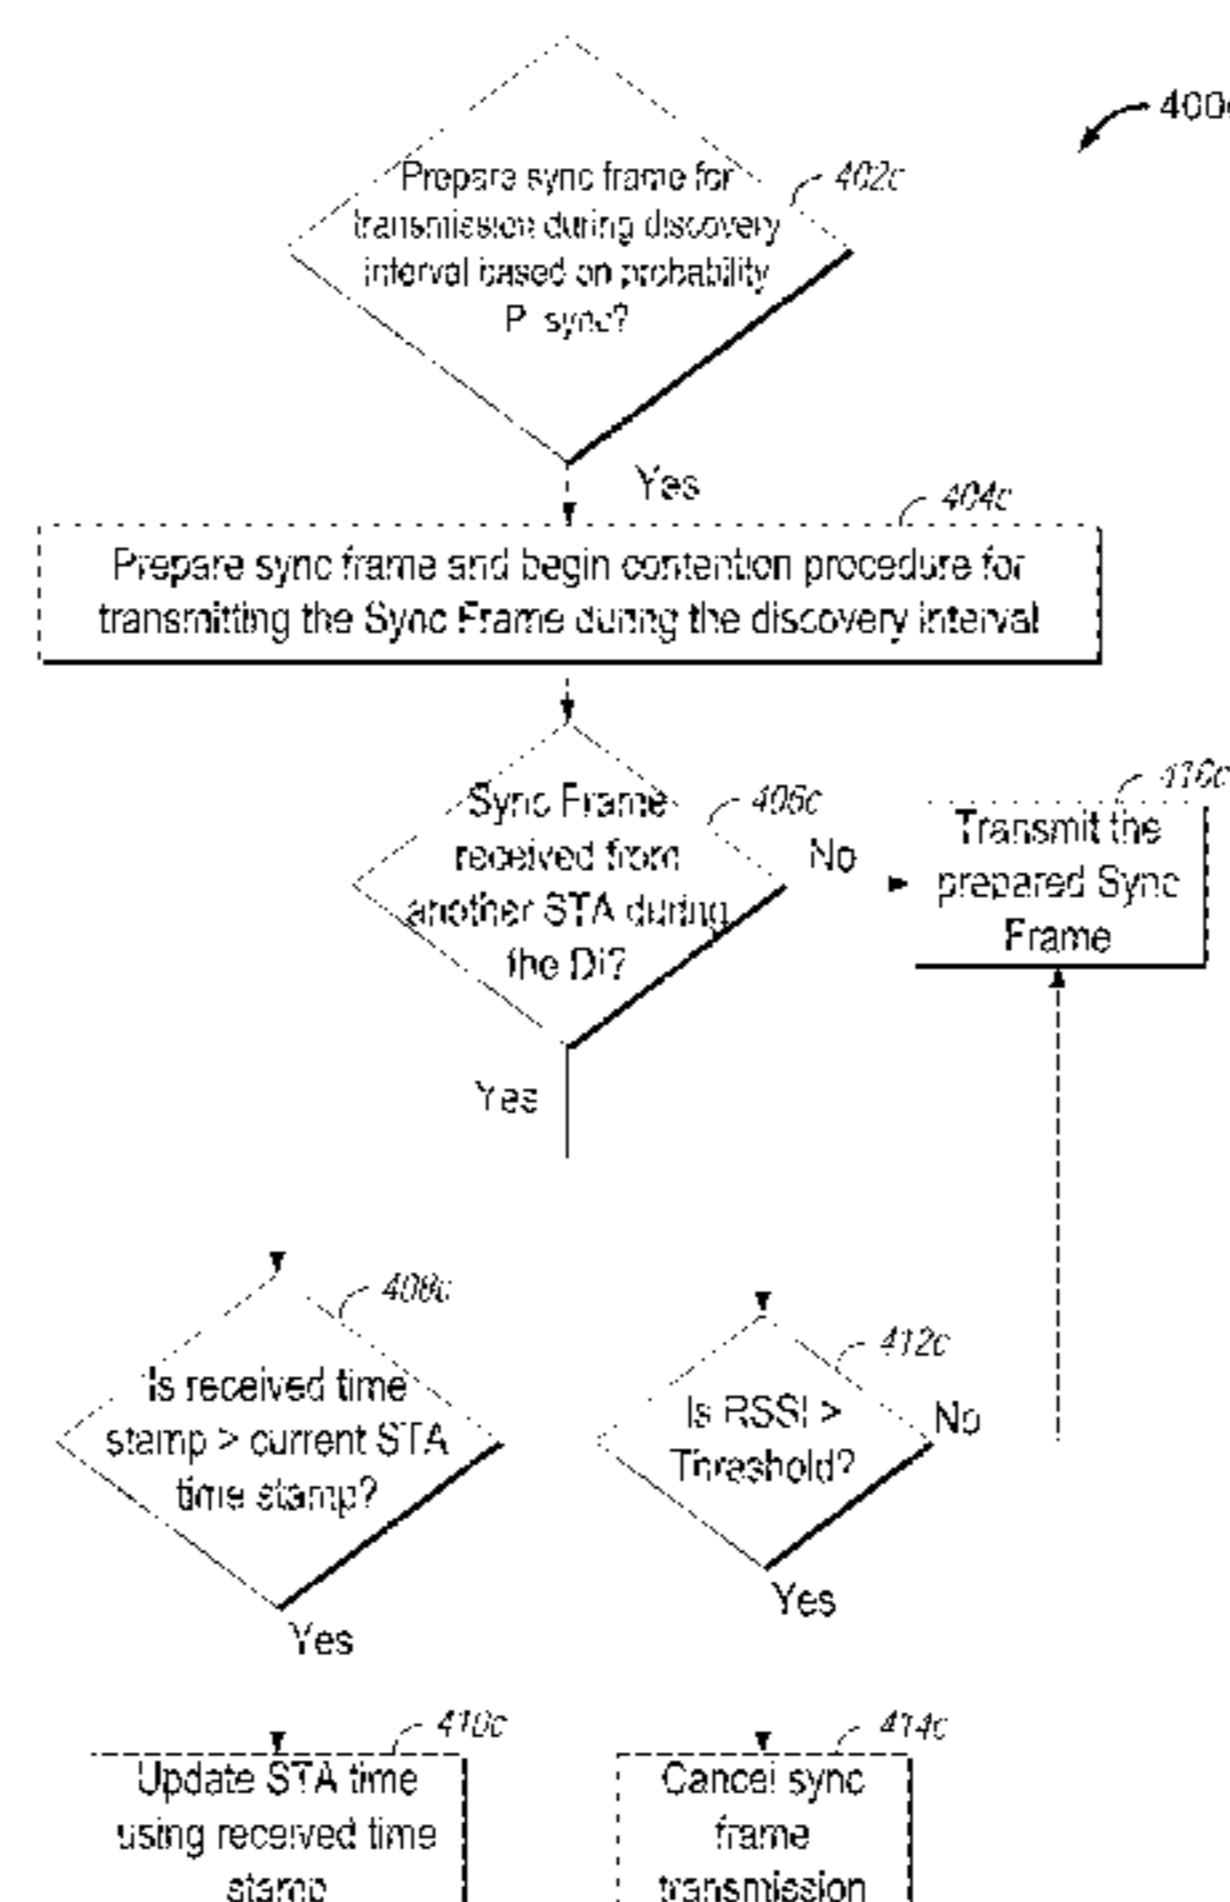 400c
Prepare sync frame for
transmission during discovery
interval based on probability
P_sync?
402c
Yes
404c
Prepare sync frame and begin contention procedure for
transmitting the Sync Frame during the discovery interval
Sync Frame
received from
another STA during
the DI?
406c
No
416c
Transmit the
prepared Sync
Frame
Yes
408c
Is received time
stamp > current STA
time stamp?
Yes
412c
Is RSSI >
Threshold?
No
Yes
410c
Update STA time
using received time
stamp
414c
Cancel sync
frame
transmission